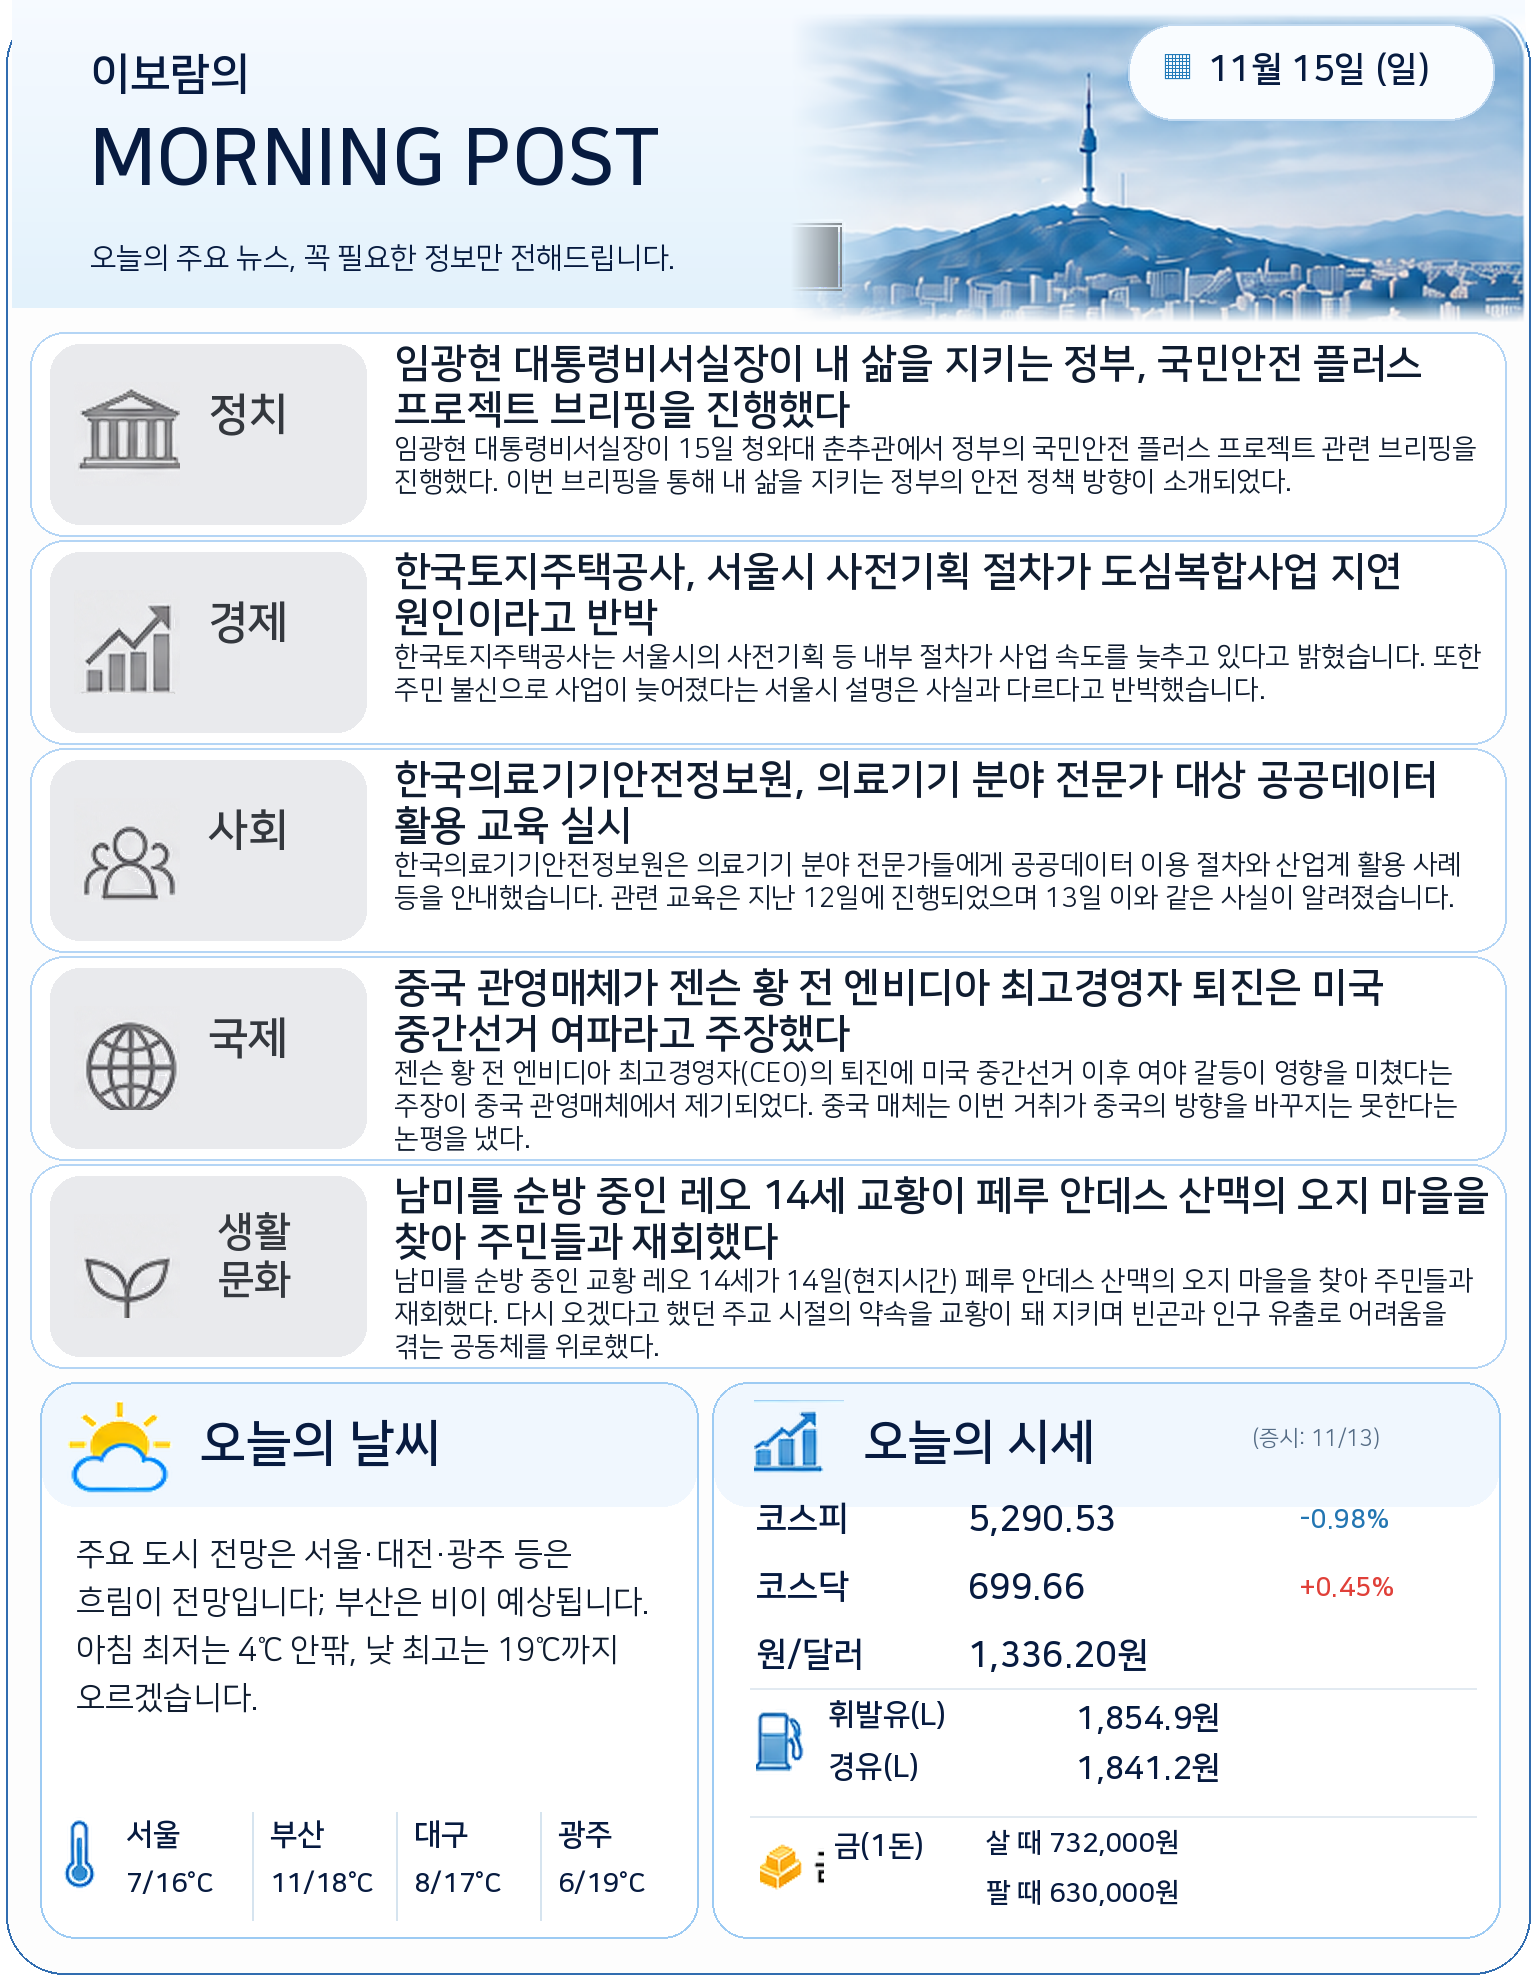 이보람의
MORNING POST
오늘의 주요 뉴스, 꼭 필요한 정보만 전해드립니다.
11월 15일 (일)
정치
임광현 대통령비서실장이 내 삶을 지키는 정부, 국민안전 플러스
프로젝트 브리핑을 진행했다
임광현 대통령비서실장이 15일 청와대 춘추관에서 정부의 국민안전 플러스 프로젝트 관련 브리핑을
진행했다. 이번 브리핑을 통해 내 삶을 지키는 정부의 안전 정책 방향이 소개되었다.
경제
한국토지주택공사, 서울시 사전기획 절차가 도심복합사업 지연
원인이라고 반박
한국토지주택공사는 서울시의 사전기획 등 내부 절차가 사업 속도를 늦추고 있다고 밝혔습니다. 또한
주민 불신으로 사업이 늦어졌다는 서울시 설명은 사실과 다르다고 반박했습니다.
사회
한국의료기기안전정보원, 의료기기 분야 전문가 대상 공공데이터
활용 교육 실시
한국의료기기안전정보원은 의료기기 분야 전문가들에게 공공데이터 이용 절차와 산업계 활용 사례
등을 안내했습니다. 관련 교육은 지난 12일에 진행되었으며 13일 이와 같은 사실이 알려졌습니다.
국제
중국 관영매체가 젠슨 황 전 엔비디아 최고경영자 퇴진은 미국
중간선거 여파라고 주장했다
젠슨 황 전 엔비디아 최고경영자(CEO)의 퇴진에 미국 중간선거 이후 여야 갈등이 영향을 미쳤다는
주장이 중국 관영매체에서 제기되었다. 중국 매체는 이번 거취가 중국의 방향을 바꾸지는 못한다는
논평을 냈다.
생활
문화
남미를 순방 중인 레오 14세 교황이 페루 안데스 산맥의 오지 마을을
찾아 주민들과 재회했다
남미를 순방 중인 교황 레오 14세가 14일(현지시간) 페루 안데스 산맥의 오지 마을을 찾아 주민들과
재회했다. 다시 오겠다고 했던 주교 시절의 약속을 교황이 돼 지키며 빈곤과 인구 유출로 어려움을
겪는 공동체를 위로했다.
오늘의 날씨
주요 도시 전망은 서울·대전·광주 등은
흐림이 전망입니다; 부산은 비이 예상됩니다.
아침 최저는 4℃ 안팎, 낮 최고는 19℃까지
오르겠습니다.
서울
7/16°C
부산
11/18°C
대구
8/17°C
광주
6/19°C
오늘의 시세
(증시: 11/13)
코스피 5,290.53 -0.98%
코스닥 699.66 +0.45%
원/달러 1,336.20원
휘발유(L) 1,854.9원
경유(L) 1,841.2원
금(1돈) 살 때 732,000원
팔 때 630,000원